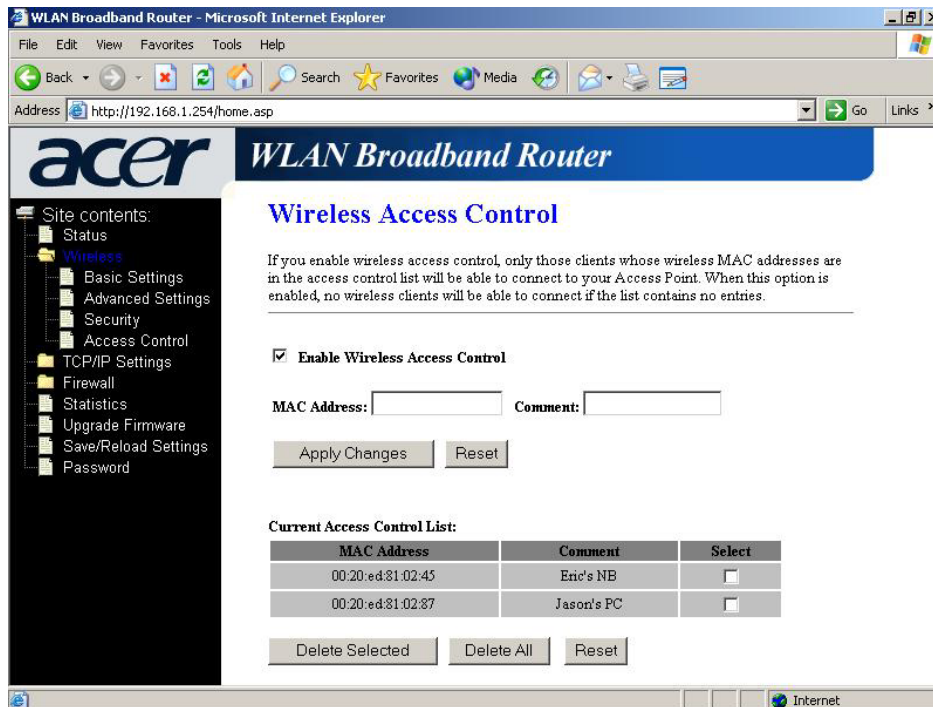 WLAN Broadband Router - Microsoft Internet Explorer
File Edit View Favorites Tools Help
Back Search Favorites Media
Address http://192.168.1.254/home.asp Go Links
acer WLAN Broadband Router
Site contents:
Status
Wireless
Basic Settings
Advanced Settings
Security
Access Control
TCP/IP Settings
Firewall
Statistics
Upgrade Firmware
Save/Reload Settings
Password
Wireless Access Control
If you enable wireless access control, only those clients whose wireless MAC addresses are
in the access control list will be able to connect to your Access Point. When this option is
enabled, no wireless clients will be able to connect if the list contains no entries.
Enable Wireless Access Control
MAC Address: Comment:
Apply Changes Reset
Current Access Control List:
MAC Address Comment Select
00:20:ed:81:02:45 Eric's NB
00:20:ed:81:02:87 Jason's PC
Delete Selected Delete All Reset
Internet